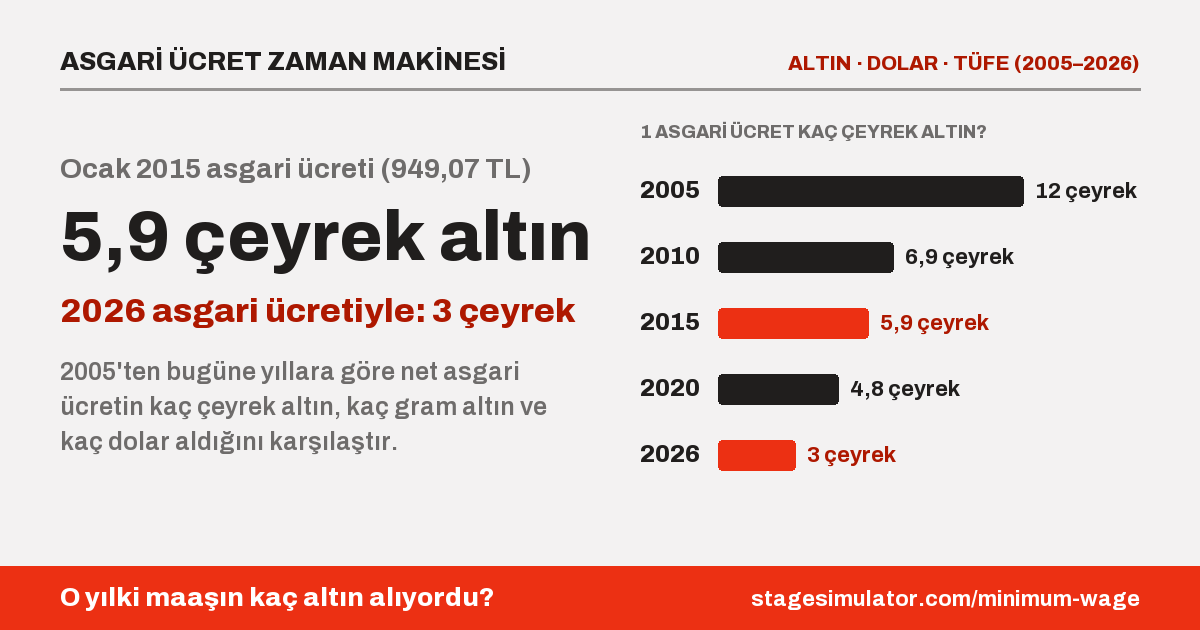 ASGARİ ÜCRET ZAMAN MAKİNESİ
ALTIN · DOLAR · TÜFE (2005–2026)
Ocak 2015 asgari ücreti (949,07 TL)
5,9 çeyrek altın
2026 asgari ücretiyle: 3 çeyrek
2005'ten bugüne yıllara göre net asgari
ücretin kaç çeyrek altın, kaç gram altın ve
kaç dolar aldığını karşılaştır.
1 ASGARİ ÜCRET KAÇ ÇEYREK ALTIN?
2005 12 çeyrek
2010 6,9 çeyrek
2015 5,9 çeyrek
2020 4,8 çeyrek
2026 3 çeyrek
O yılki maaşın kaç altın alıyordu?
stagesimulator.com/minimum-wage